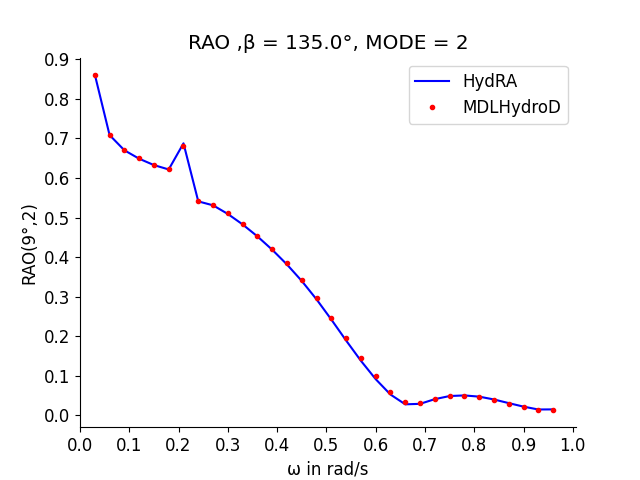 RAO ,β = 135.0°, MODE = 2
HydRA
MDLHydroD
RAO(9°,2)
0.9
0.8
0.7
0.6
0.5
0.4
0.3
0.2
0.1
0.0
0.0 0.1 0.2 0.3 0.4 0.5 0.6 0.7 0.8 0.9 1.0
ω in rad/s